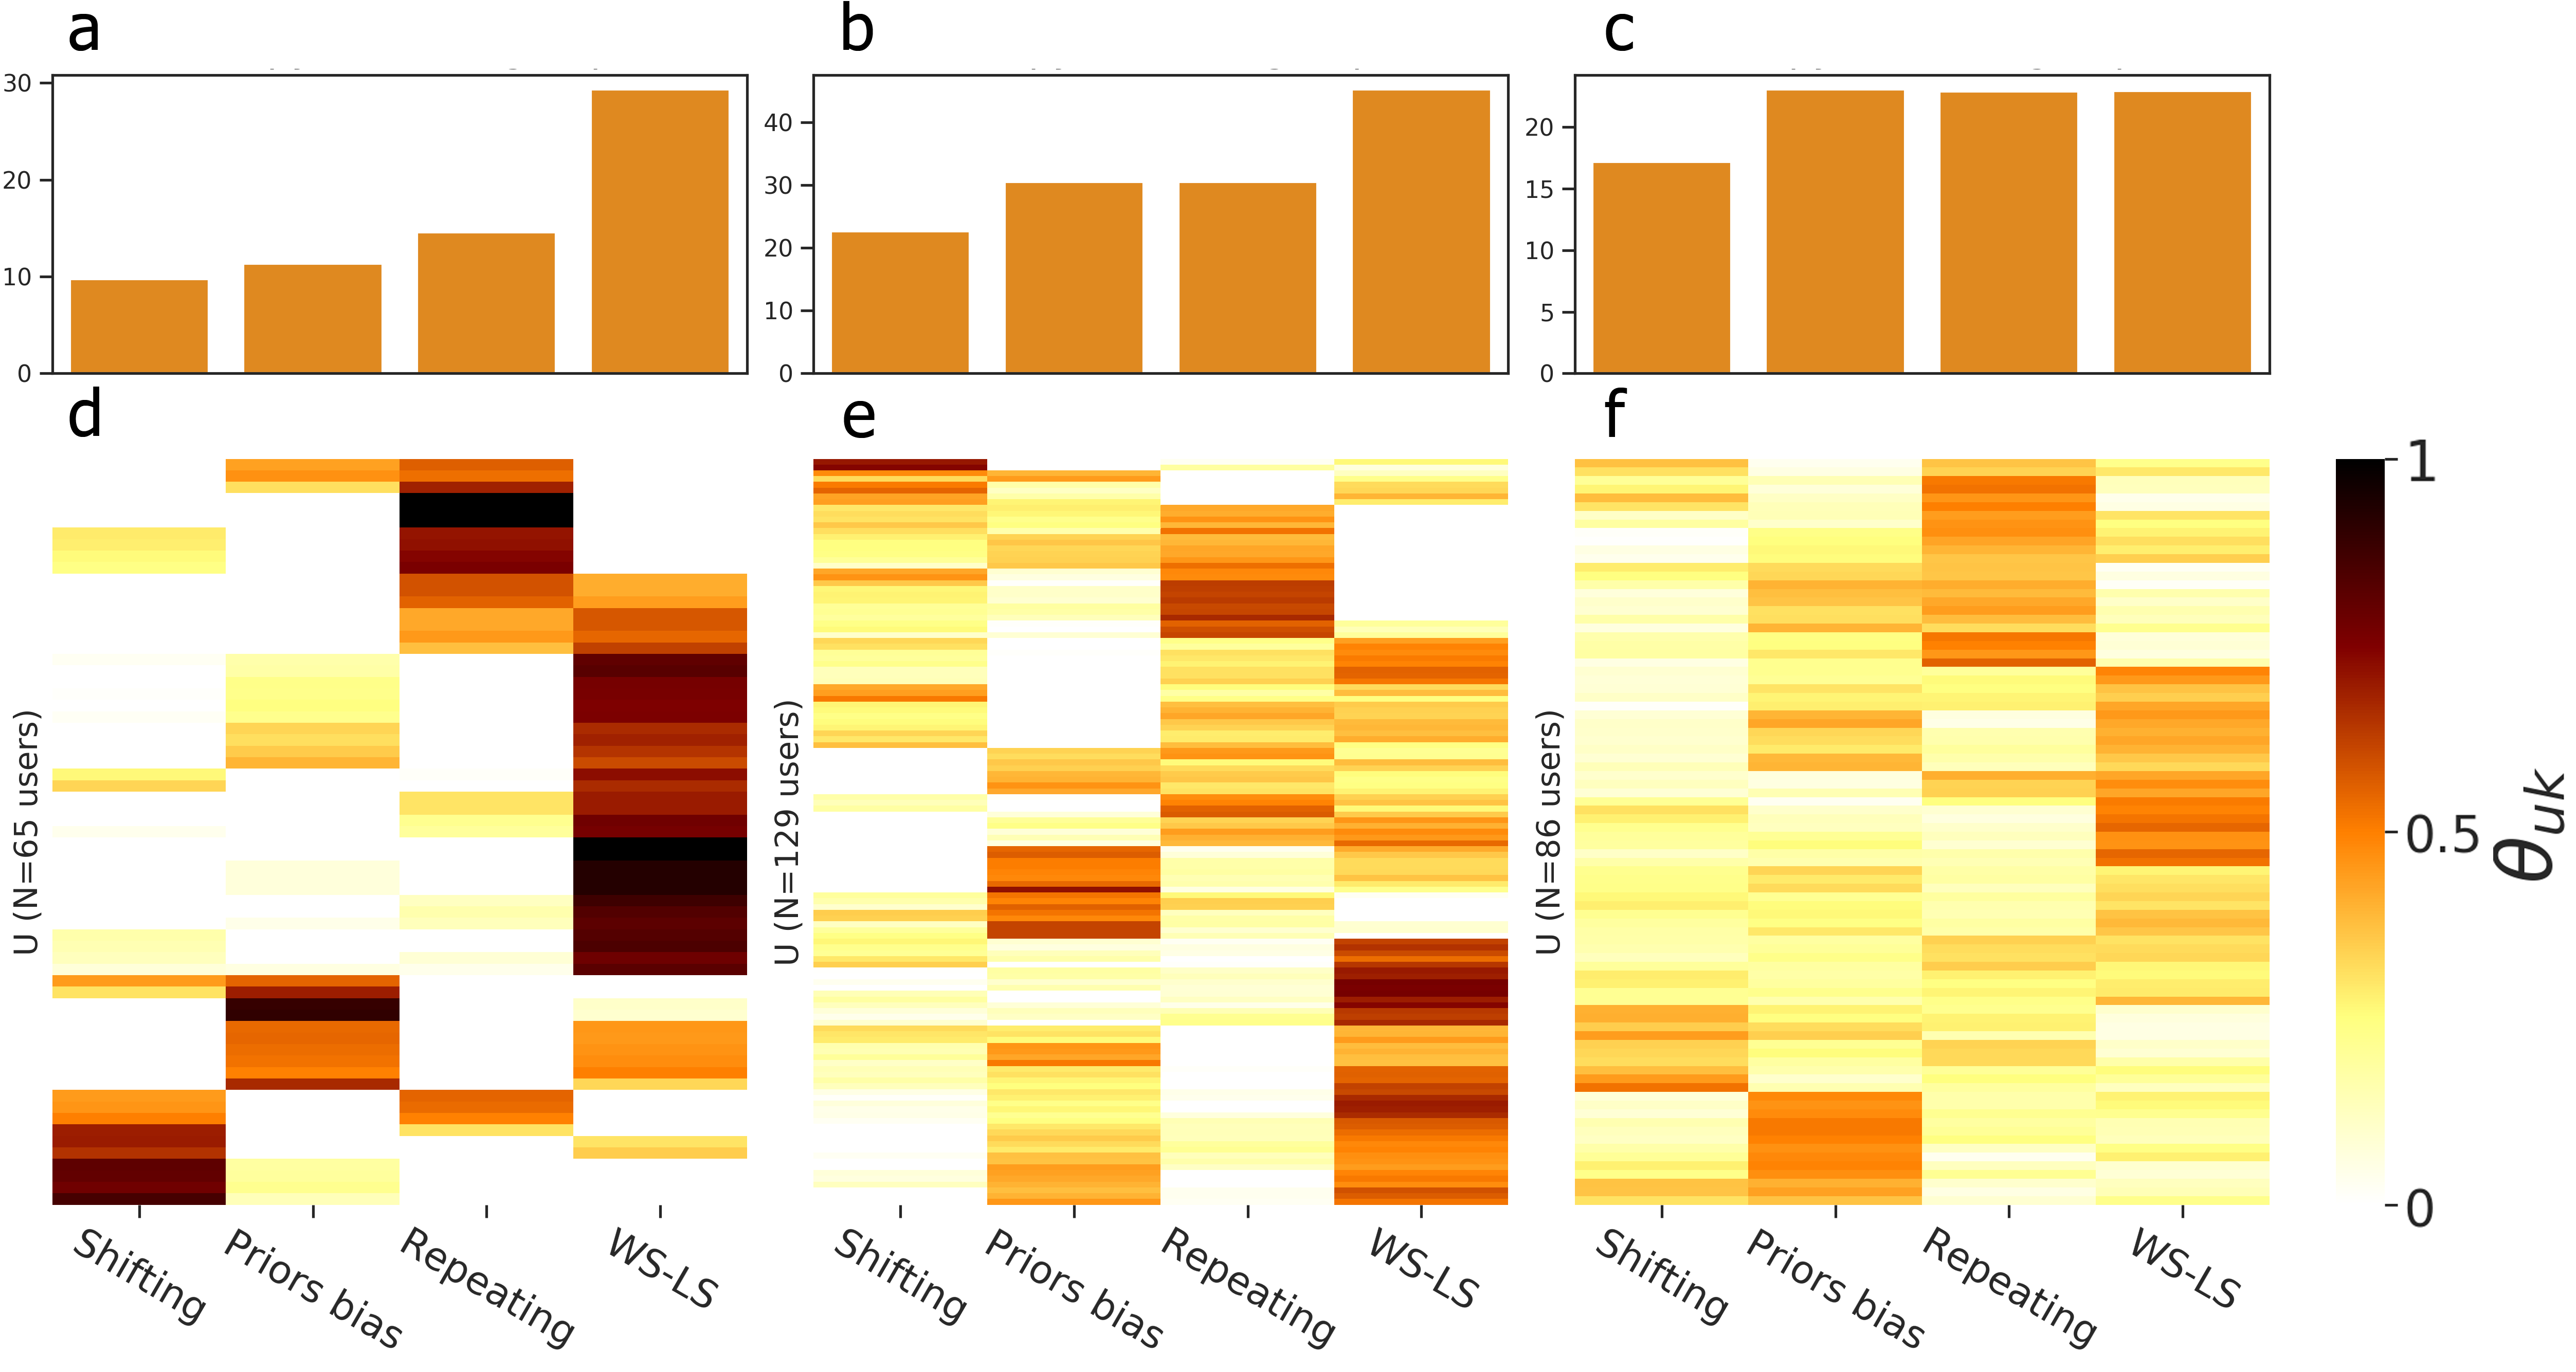 a
b
c
30
20
10
0
40
30
20
10
0
20
15
10
5
0
d
e
f
U (N=65 users)
U (N=129 users)
U (N=86 users)
1
0.5
0
θuk
Shifting
Priors bias
Repeating
WS-LS
Shifting
Priors bias
Repeating
WS-LS
Shifting
Priors bias
Repeating
WS-LS